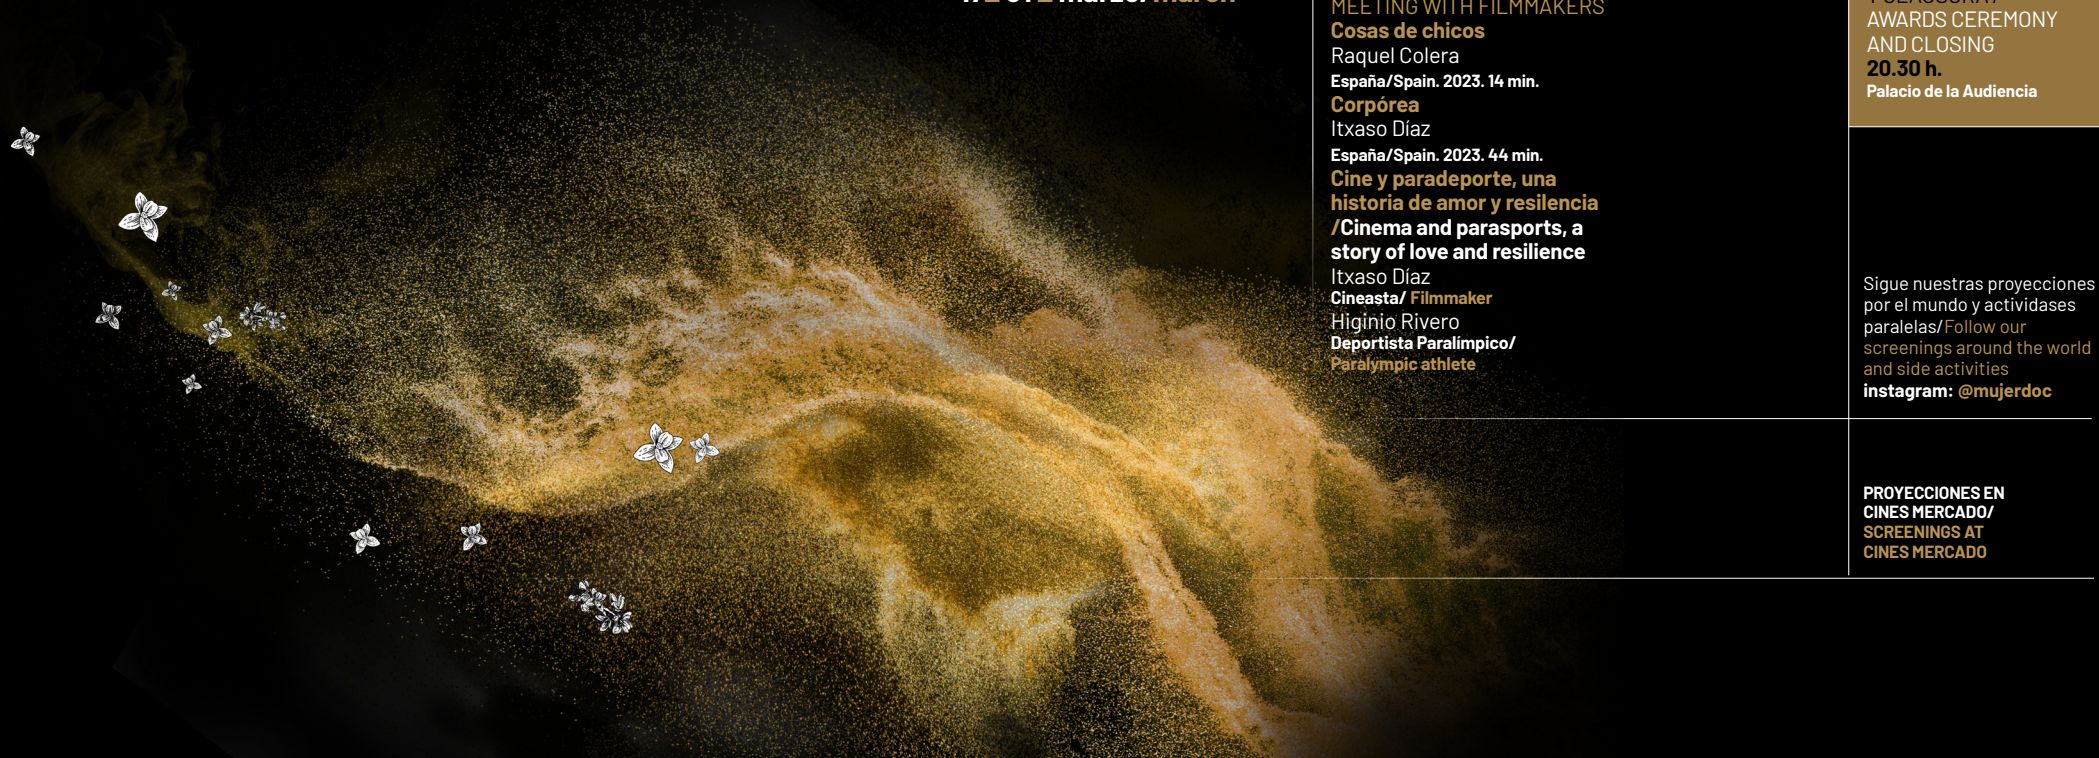 MEETING WITH FILMMAKERS
Cosas de chicos
Raquel Colera
España/Spain. 2023. 14 min.
Corpórea
Itxaso Díaz
España/Spain. 2023. 44 min.
Cine y paradeporte, una
historia de amor y resilencia
/Cinema and parasports, a
story of love and resilience
Itxaso Díaz
Cineasta/ Filmmaker
Higinio Rivero
Deportista Paralímpico/
Paralympic athlete
AWARDS CEREMONY
AND CLOSING
20.30 h.
Palacio de la Audiencia
Sigue nuestras proyecciones
por el mundo y actividases
paralelas/Follow our
screenings around the world
and side activities
instagram: @mujerdoc
PROYECCIONES EN
CINES MERCADO/
SCREENINGS AT
CINES MERCADO